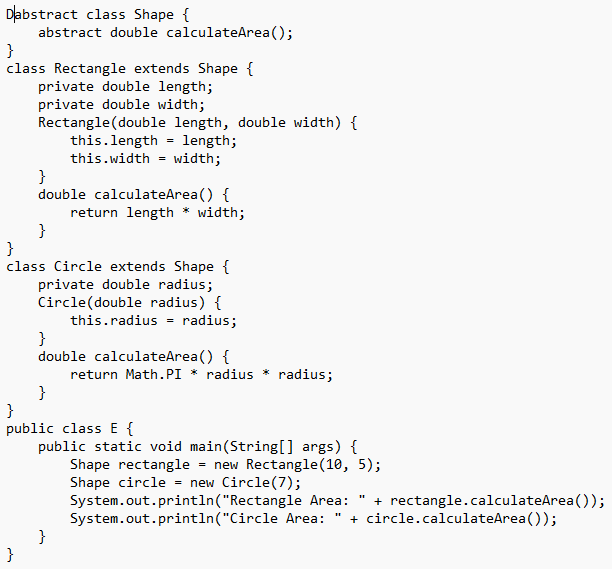 Dabstract class Shape {
    abstract double calculateArea();
}
class Rectangle extends Shape {
    private double length;
    private double width;
    Rectangle(double length, double width) {
        this.length = length;
        this.width = width;
    }
    double calculateArea() {
        return length * width;
    }
}
class Circle extends Shape {
    private double radius;
    Circle(double radius) {
        this.radius = radius;
    }
    double calculateArea() {
        return Math.PI * radius * radius;
    }
}
public class E {
    public static void main(String[] args) {
        Shape rectangle = new Rectangle(10, 5);
        Shape circle = new Circle(7);
        System.out.println("Rectangle Area: " + rectangle.calculateArea());
        System.out.println("Circle Area: " + circle.calculateArea());
    }
}